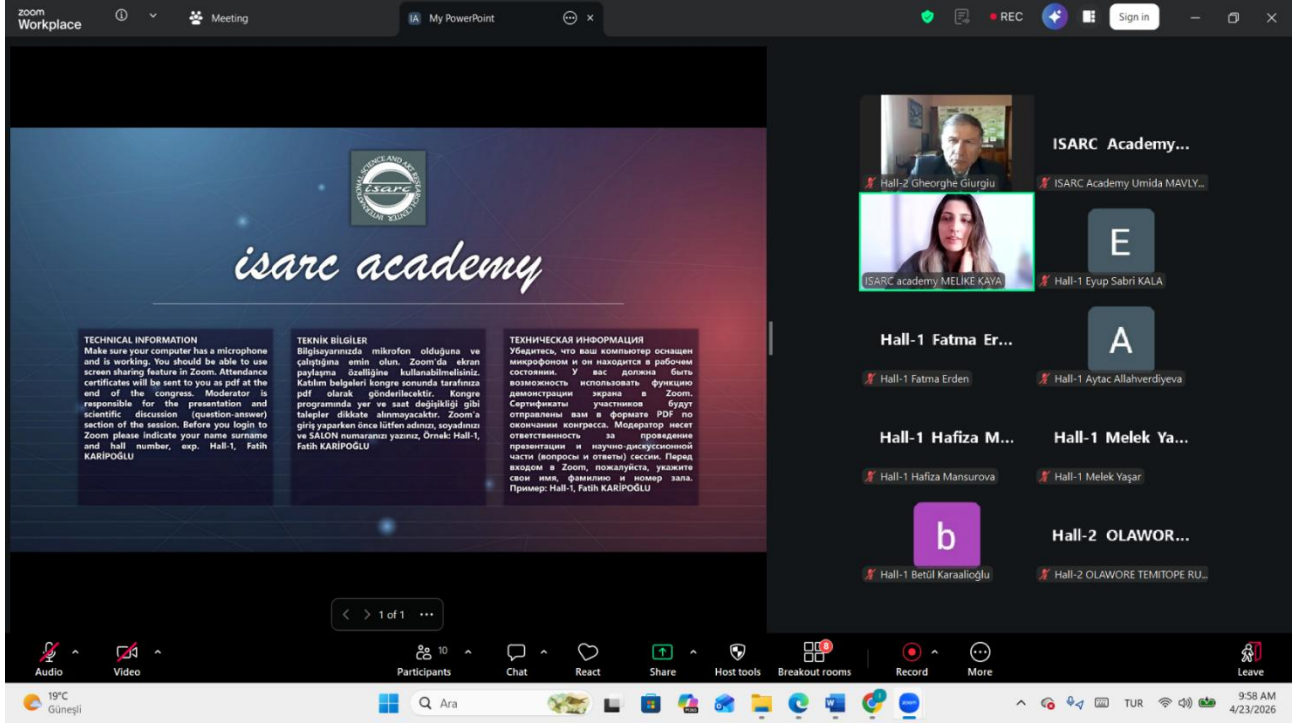 zoom
Workplace
Meeting
IA My PowerPoint
REC
Sign in
INTERNATIONAL SCIENCE AND ART RESEARCH CENTER
isarc
isarc academy
TECHNICAL INFORMATION
Make sure your computer has a microphone
and is working. You should be able to use
screen sharing feature in Zoom. Attendance
certificates will be sent to you as pdf at the
end of the congress. Moderator is
responsible for the presentation and
scientific discussion (question-answer)
section of the session. Before you login to
Zoom please indicate your name surname
and hall number, exp. Hall-1, Fatih
KARİPOĞLU
TEKNİK BİLGİLER
Bilgisayarınızda mikrofon olduğuna ve
çalıştığına emin olun. Zoom'da ekran
paylaşma özelliğine kullanabilmelisiniz.
Katılım belgeleri kongre sonunda tarafınıza
pdf olarak gönderilecektir. Kongre
programında yer ve saat değişikliği gibi
talepler dikkate alınmayacaktır. Zoom'a
giriş yaparken önce lütfen adınızı, soyadınızı
ve SALON numaranızı yazınız, Örnek: Hall-1,
Fatih KARİPOĞLU
ТЕХНИЧЕСКАЯ ИНФОРМАЦИЯ
Убедитесь, что ваш компьютер оснащен
микрофоном и он находится в рабочем
состоянии. У вас должна быть
возможность использовать функцию
демонстрации экрана в Zoom.
Сертификаты участников будут
отправлены вам в формате PDF по
окончании конгресса. Модератор несет
ответственность за проведение
презентации и научно-дискуссионной
части (вопросы и ответы) сессии. Перед
входом в Zoom, пожалуйста, укажите
свои имя, фамилию и номер зала.
Пример: Hall-1, Fatih KARİPOĞLU
1 of 1
Hall-2 Gheorghe Giurgiu
ISARC Academy...
ISARC Academy Umida MAVLY...
ISARC academy MELİKE KAYA
E
Hall-1 Eyup Sabri KALA
Hall-1 Fatma Er...
Hall-1 Fatma Erden
A
Hall-1 Aytac Allahverdiyeva
Hall-1 Hafiza M...
Hall-1 Hafiza Mansurova
Hall-1 Melek Ya...
Hall-1 Melek Yaşar
b
Hall-1 Betül Karaalioğlu
Hall-2 OLAWOR...
Hall-2 OLAWORE TEMITOPE RU...
Audio
Video
10
Participants
Chat
React
Share
Host tools
8
Breakout rooms
Record
More
Leave
19°C
Güneşli
Ara
TUR
9:58 AM
4/23/2026